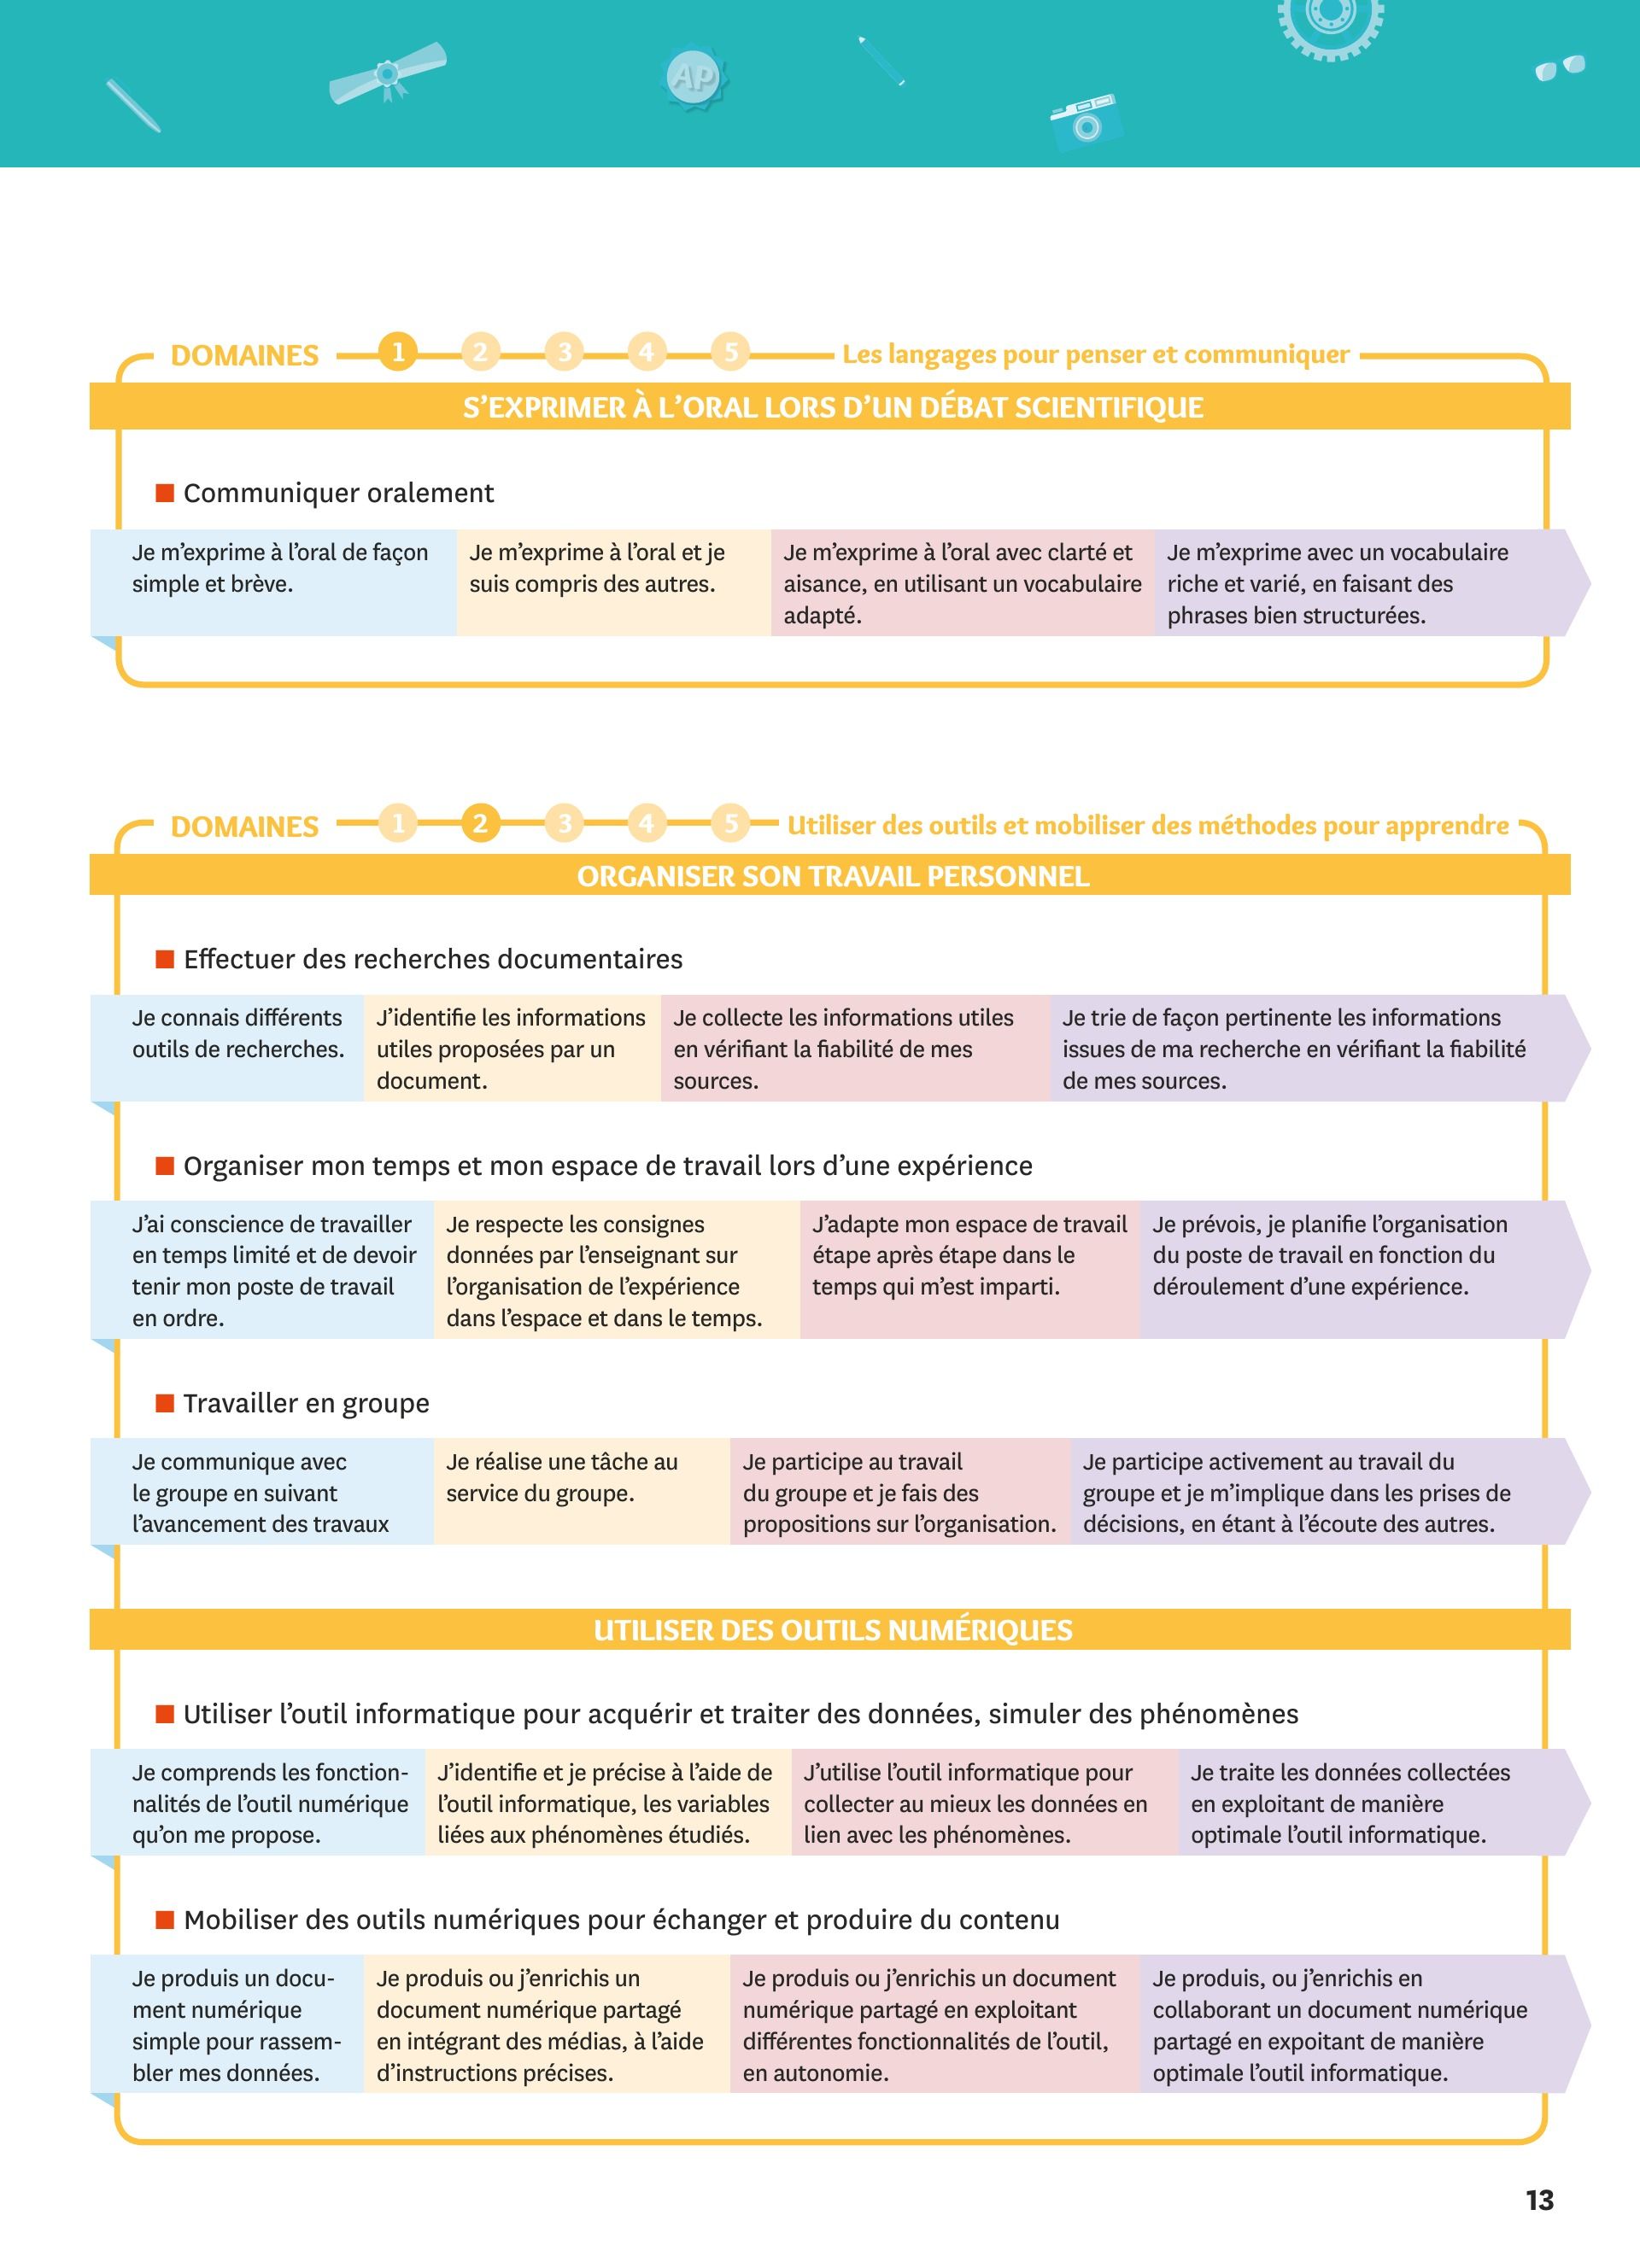 AP
DOMAINES 1 2 3 4 5 Les langages pour penser et communiquer
S’EXPRIMER À L’ORAL LORS D’UN DÉBAT SCIENTIFIQUE
Communiquer oralement
Je m’exprime à l’oral de façon
simple et brève.
Je m’exprime à l’oral et je
suis compris des autres.
Je m’exprime à l’oral avec clarté et
aisance, en utilisant un vocabulaire
adapté.
Je m’exprime avec un vocabulaire
riche et varié, en faisant des
phrases bien structurées.
DOMAINES 1 2 3 4 5 Utiliser des outils et mobiliser des méthodes pour apprendre
ORGANISER SON TRAVAIL PERSONNEL
Effectuer des recherches documentaires
Je connais différents
outils de recherches.
J’identifie les informations
utiles proposées par un
document.
Je collecte les informations utiles
en vérifiant la fiabilité de mes
sources.
Je trie de façon pertinente les informations
issues de ma recherche en vérifiant la fiabilité
de mes sources.
Organiser mon temps et mon espace de travail lors d’une expérience
J’ai conscience de travailler
en temps limité et de devoir
tenir mon poste de travail
en ordre.
Je respecte les consignes
données par l’enseignant sur
l’organisation de l’expérience
dans l’espace et dans le temps.
J’adapte mon espace de travail
étape après étape dans le
temps qui m’est imparti.
Je prévois, je planifie l’organisation
du poste de travail en fonction du
déroulement d’une expérience.
Travailler en groupe
Je communique avec
le groupe en suivant
l’avancement des travaux
Je réalise une tâche au
service du groupe.
Je participe au travail
du groupe et je fais des
propositions sur l’organisation.
Je participe activement au travail du
groupe et je m’implique dans les prises de
décisions, en étant à l’écoute des autres.
UTILISER DES OUTILS NUMÉRIQUES
Utiliser l’outil informatique pour acquérir et traiter des données, simuler des phénomènes
Je comprends les fonction-
nalités de l’outil numérique
qu’on me propose.
J’identifie et je précise à l’aide de
l’outil informatique, les variables
liées aux phénomènes étudiés.
J’utilise l’outil informatique pour
collecter au mieux les données en
lien avec les phénomènes.
Je traite les données collectées
en exploitant de manière
optimale l’outil informatique.
Mobiliser des outils numériques pour échanger et produire du contenu
Je produis un docu-
ment numérique
simple pour rassem-
bler mes données.
Je produis ou j’enrichis un
document numérique partagé
en intégrant des médias, à l’aide
d’instructions précises.
Je produis ou j’enrichis un document
numérique partagé en exploitant
différentes fonctionnalités de l’outil,
en autonomie.
Je produis, ou j’enrichis en
collaborant un document numérique
partagé en expoitant de manière
optimale l’outil informatique.
13